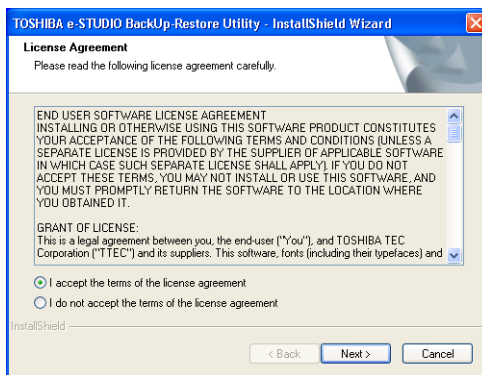 TOSHIBA e-STUDIO BackUp-Restore Utility - InstallShield Wizard
License Agreement
Please read the following license agreement carefully.
END USER SOFTWARE LICENSE AGREEMENT
INSTALLING OR OTHERWISE USING THIS SOFTWARE PRODUCT CONSTITUTES
YOUR ACCEPTANCE OF THE FOLLOWING TERMS AND CONDITIONS (UNLESS A
SEPARATE LICENSE IS PROVIDED BY THE SUPPLIER OF APPLICABLE SOFTWARE
IN WHICH CASE SUCH SEPARATE LICENSE SHALL APPLY). IF YOU DO NOT
ACCEPT THESE TERMS, YOU MAY NOT INSTALL OR USE THIS SOFTWARE, AND
YOU MUST PROMPTLY RETURN THE SOFTWARE TO THE LOCATION WHERE
YOU OBTAINED IT.
GRANT OF LICENSE:
This is a legal agreement between you, the end-user ("You"), and TOSHIBA TEC
Corporation ("TTEC") and its suppliers. This software, fonts (including their typefaces) and
I accept the terms of the license agreement
I do not accept the terms of the license agreement
InstallShield
< Back Next > Cancel